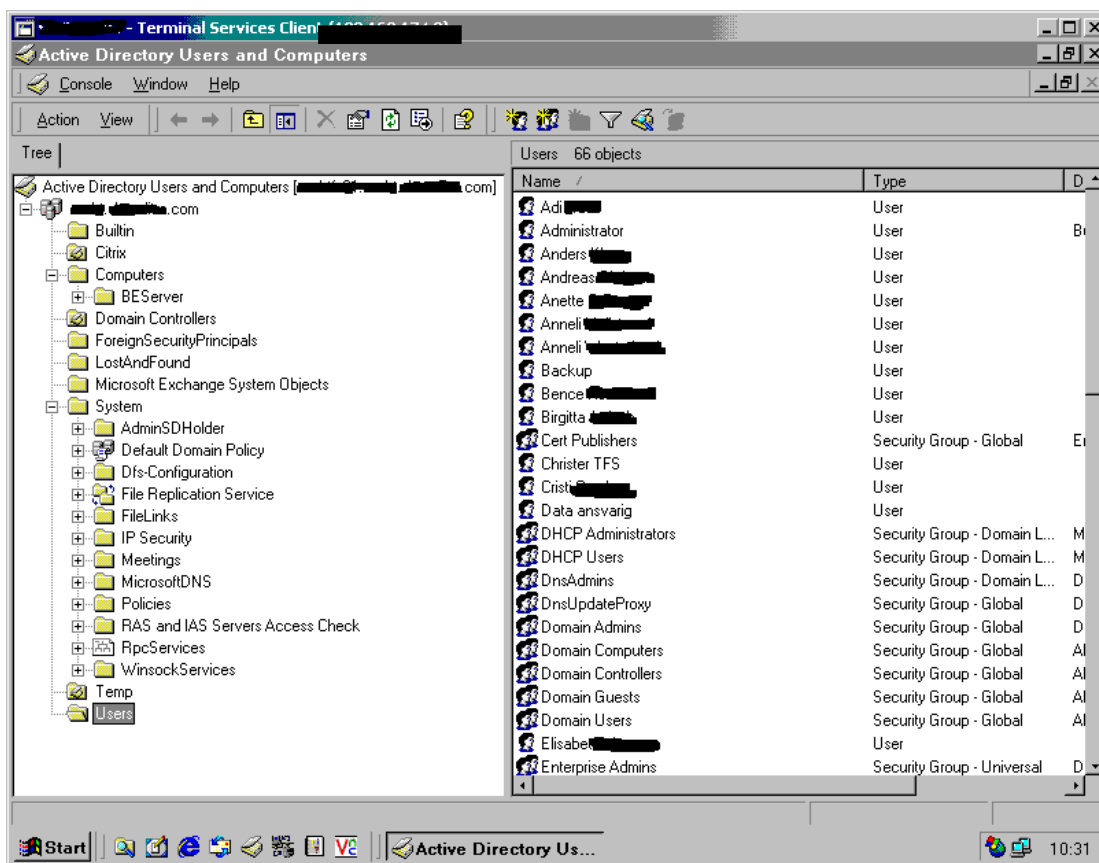 - Terminal Services Client
Active Directory Users and Computers
Console Window Help
Action View
Tree
Users 66 objects
Active Directory Users and Computers [ .com]
.com
Builtin
Citrix
Computers
BEServer
Domain Controllers
ForeignSecurityPrincipals
LostAndFound
Microsoft Exchange System Objects
System
AdminSDHolder
Default Domain Policy
Dfs-Configuration
File Replication Service
FileLinks
IP Security
Meetings
MicrosoftDNS
Policies
RAS and IAS Servers Access Check
RpcServices
WinsockServices
Temp
Users
Name / Type D
Adi User
Administrator User
Anders User
Andreas User
Anette User
Anneli User
Anneli User
Backup User
Bence User
Birgitta User
Cert Publishers Security Group - Global
Christer TFS User
Cristi User
Data ansvarig User
DHCP Administrators Security Group - Domain L... M
DHCP Users Security Group - Domain L... M
DnsAdmins Security Group - Domain L... D
DnsUpdateProxy Security Group - Global D
Domain Admins Security Group - Global D
Domain Computers Security Group - Global Al
Domain Controllers Security Group - Global Al
Domain Guests Security Group - Global Al
Domain Users Security Group - Global Al
Elisabet User
Enterprise Admins Security Group - Universal D
Start Active Directory Us... 10:31